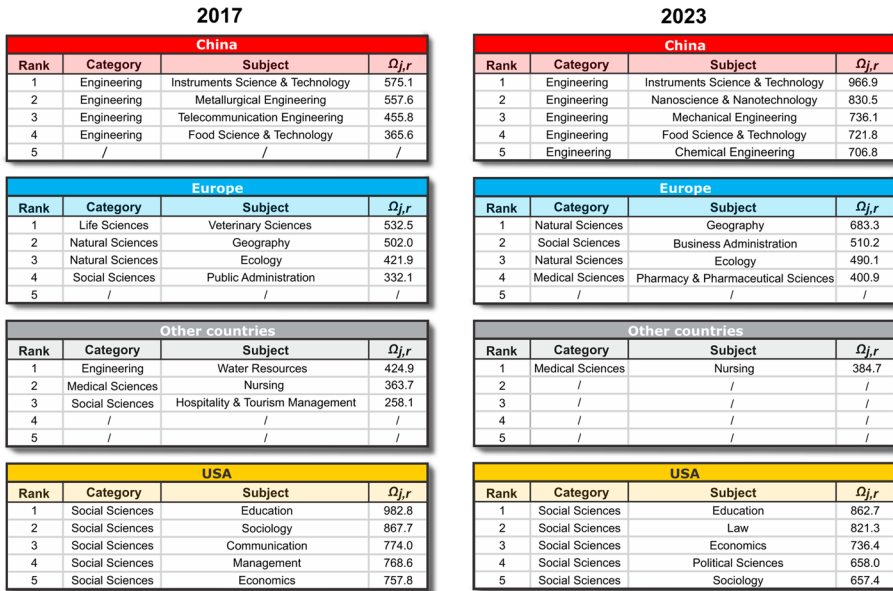 2017
China
Rank Category Subject Ωj,r
1 Engineering Instruments Science & Technology 575.1
2 Engineering Metallurgical Engineering 557.6
3 Engineering Telecommunication Engineering 455.8
4 Engineering Food Science & Technology 365.6
5 / / /
Europe
Rank Category Subject Ωj,r
1 Life Sciences Veterinary Sciences 532.5
2 Natural Sciences Geography 502.0
3 Natural Sciences Ecology 421.9
4 Social Sciences Public Administration 332.1
5 / / /
Other countries
Rank Category Subject Ωj,r
1 Engineering Water Resources 424.9
2 Medical Sciences Nursing 363.7
3 Social Sciences Hospitality & Tourism Management 258.1
4 / / /
5 / / /
USA
Rank Category Subject Ωj,r
1 Social Sciences Education 982.8
2 Social Sciences Sociology 867.7
3 Social Sciences Communication 774.0
4 Social Sciences Management 768.6
5 Social Sciences Economics 757.8
2023
China
Rank Category Subject Ωj,r
1 Engineering Instruments Science & Technology 966.9
2 Engineering Nanoscience & Nanotechnology 830.5
3 Engineering Mechanical Engineering 736.1
4 Engineering Food Science & Technology 721.8
5 Engineering Chemical Engineering 706.8
Europe
Rank Category Subject Ωj,r
1 Natural Sciences Geography 683.3
2 Social Sciences Business Administration 510.2
3 Natural Sciences Ecology 490.1
4 Medical Sciences Pharmacy & Pharmaceutical Sciences 400.9
5 / / /
Other countries
Rank Category Subject Ωj,r
1 Medical Sciences Nursing 384.7
2 / / /
3 / / /
4 / / /
5 / / /
USA
Rank Category Subject Ωj,r
1 Social Sciences Education 862.7
2 Social Sciences Law 821.3
3 Social Sciences Economics 736.4
4 Social Sciences Political Sciences 658.0
5 Social Sciences Sociology 657.4